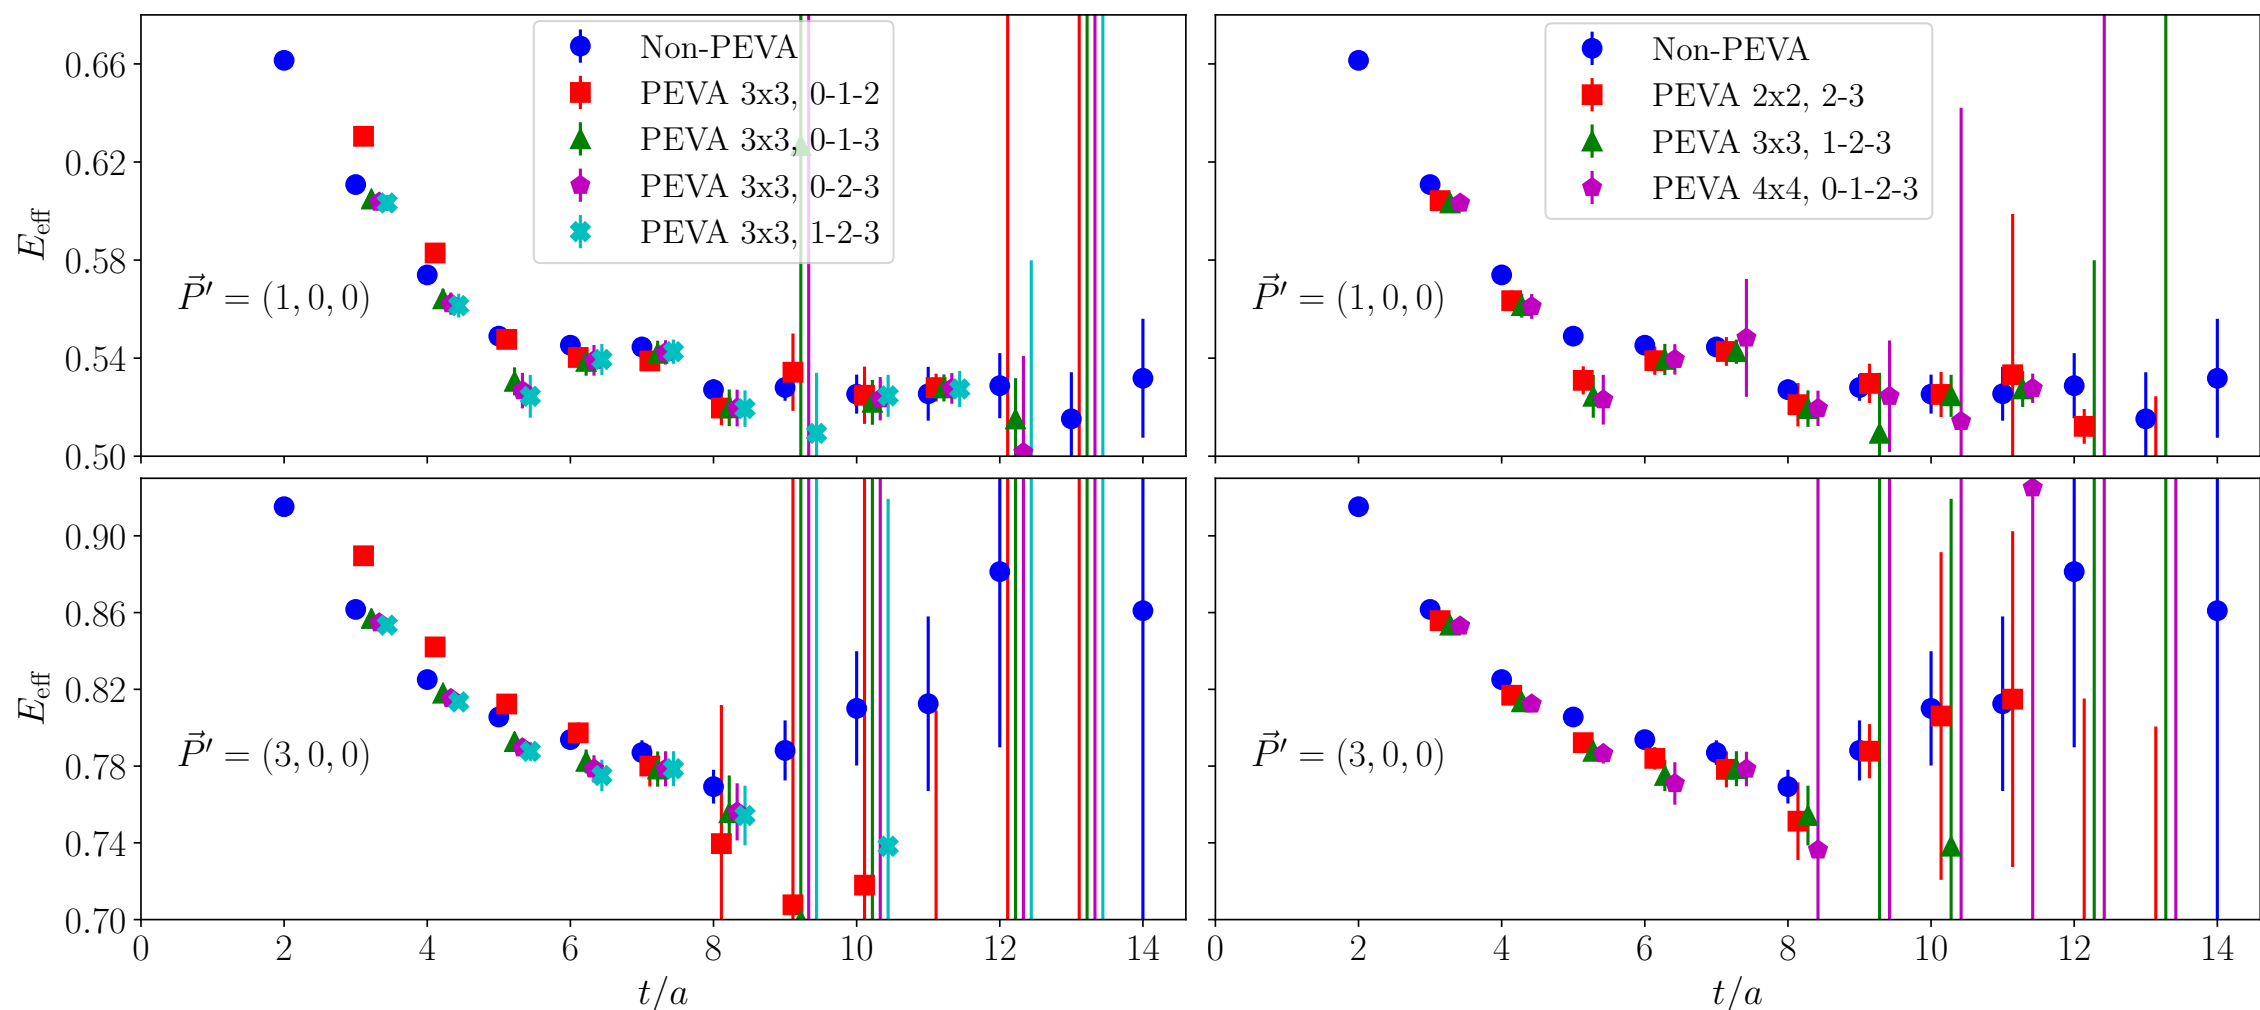 Non-PEVA
PEVA 3x3, 0-1-2
PEVA 3x3, 0-1-3
PEVA 3x3, 0-2-3
PEVA 3x3, 1-2-3
0.66
0.62
0.58
0.54
0.50
E_eff
P⃗′ = (1, 0, 0)
Non-PEVA
PEVA 2x2, 2-3
PEVA 3x3, 1-2-3
PEVA 4x4, 0-1-2-3
P⃗′ = (1, 0, 0)
0.90
0.86
0.82
0.78
0.74
0.70
E_eff
P⃗′ = (3, 0, 0)
0 2 4 6 8 10 12 14
t/a
P⃗′ = (3, 0, 0)
0 2 4 6 8 10 12 14
t/a